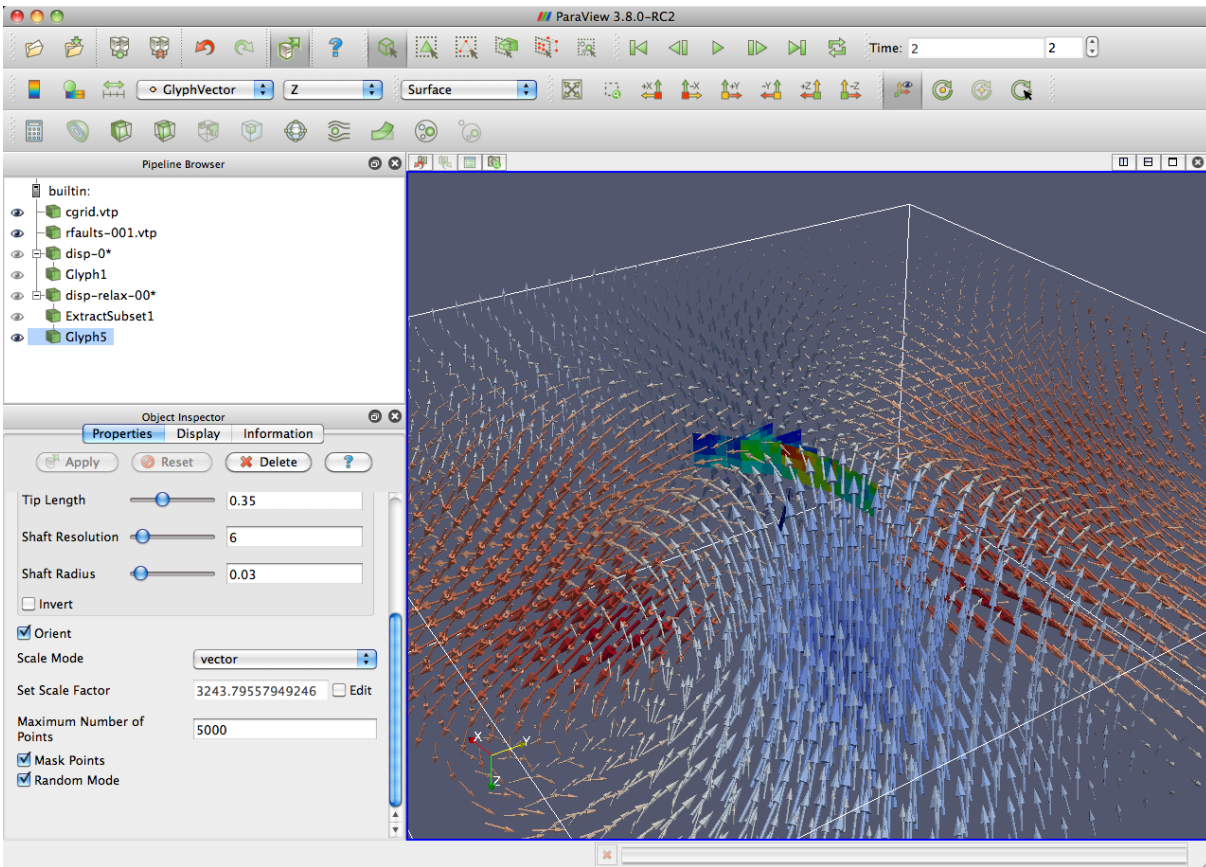 ParaView 3.8.0-RC2
? Time: 2 2
GlyphVector Z Surface +X -X +Y -Y +Z -Z
Pipeline Browser
builtin:
cgrid.vtp
rfaults-001.vtp
disp-0*
Glyph1
disp-relax-00*
ExtractSubset1
Glyph5
Object Inspector
Properties Display Information
Apply Reset Delete ?
Tip Length 0.35
Shaft Resolution 6
Shaft Radius 0.03
Invert
Orient
Scale Mode vector
Set Scale Factor 3243.79557949246 Edit
Maximum Number of
Points 5000
Mask Points
Random Mode
X Y
Z